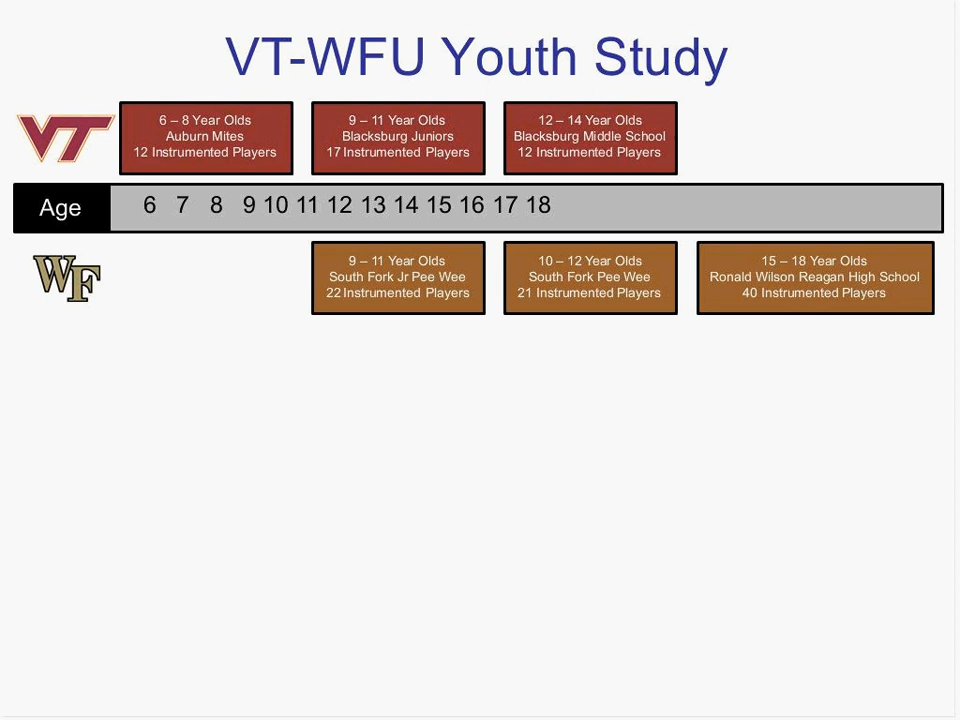 VT-WFU Youth Study
VT
6 – 8 Year Olds
Auburn Mites
12 Instrumented Players
9 – 11 Year Olds
Blacksburg Juniors
17 Instrumented Players
12 – 14 Year Olds
Blacksburg Middle School
12 Instrumented Players
Age
6 7 8 9 10 11 12 13 14 15 16 17 18
WF
9 – 11 Year Olds
South Fork Jr Pee Wee
22 Instrumented Players
10 – 12 Year Olds
South Fork Pee Wee
21 Instrumented Players
15 – 18 Year Olds
Ronald Wilson Reagan High School
40 Instrumented Players